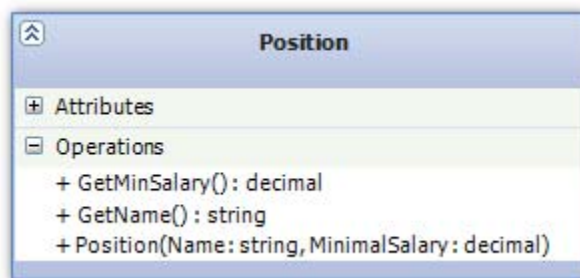 Position
Attributes
Operations
+ GetMinSalary(): decimal
+ GetName(): string
+ Position(Name: string, MinimalSalary: decimal)